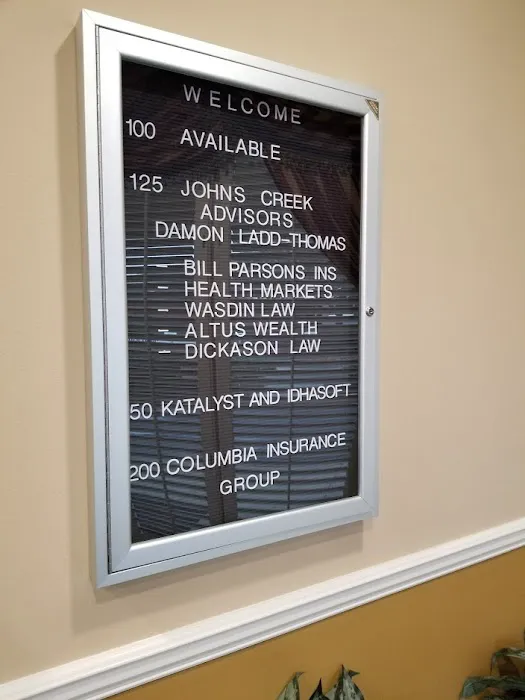 WELCOME
100 AVAILABLE
125 JOHNS CREEK
ADVISORS
DAMON LADD-THOMAS
- BILL PARSONS INS
- HEALTH MARKETS
- WASDIN LAW
- ALTUS WEALTH
- DICKASON LAW
50 KATALYST AND IDHASOFT
200 COLUMBIA INSURANCE
GROUP